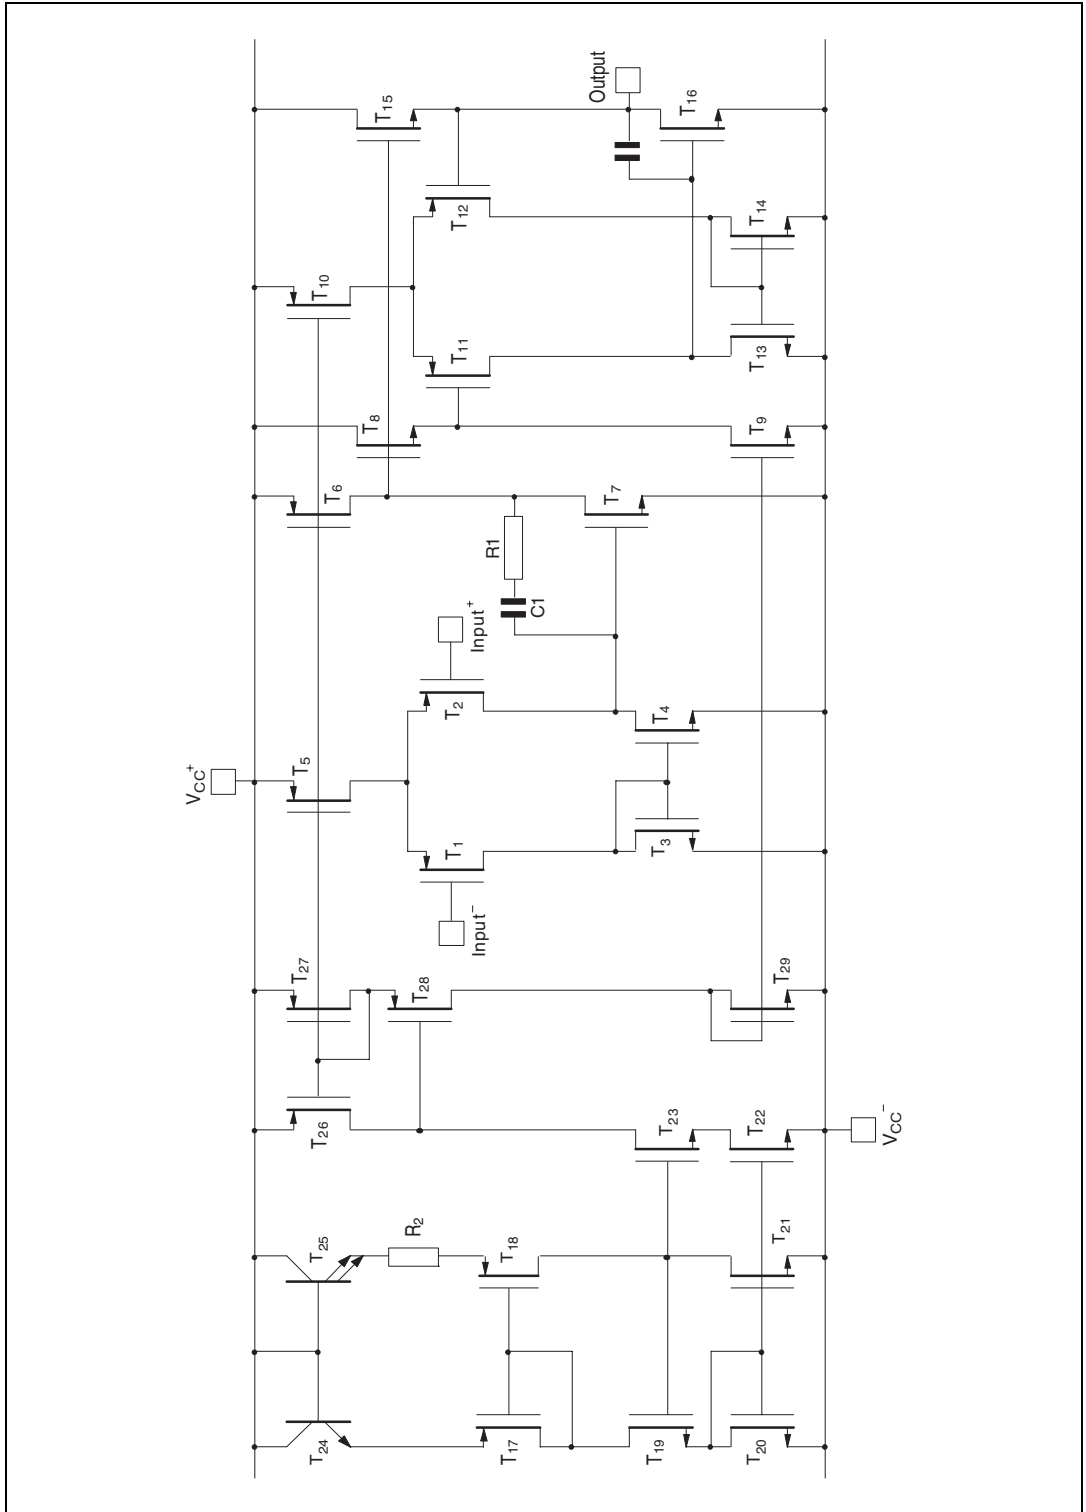 T24
T25
R2
T17
T18
T19
T20
T21
T26
T27
T28
T23
T22
T29
VCC−
VCC+
T5
Input−
T1
T2
Input+
T3
T4
C1
R1
T6
T7
T8
T9
T10
T11
T12
T13
T14
T15
Output
T16